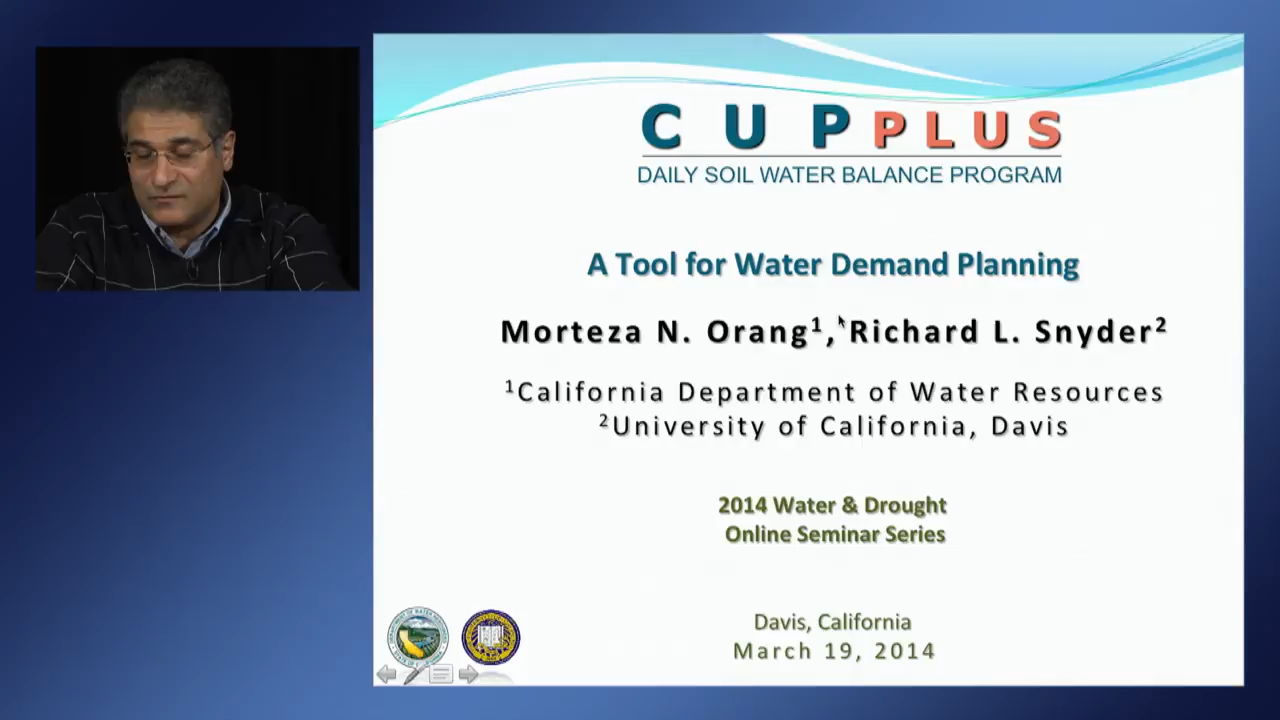 CUP PLUS
DAILY SOIL WATER BALANCE PROGRAM
A Tool for Water Demand Planning
Morteza N. Orang¹, Richard L. Snyder²
¹California Department of Water Resources
²University of California, Davis
2014 Water & Drought
Online Seminar Series
Davis, California
March 19, 2014